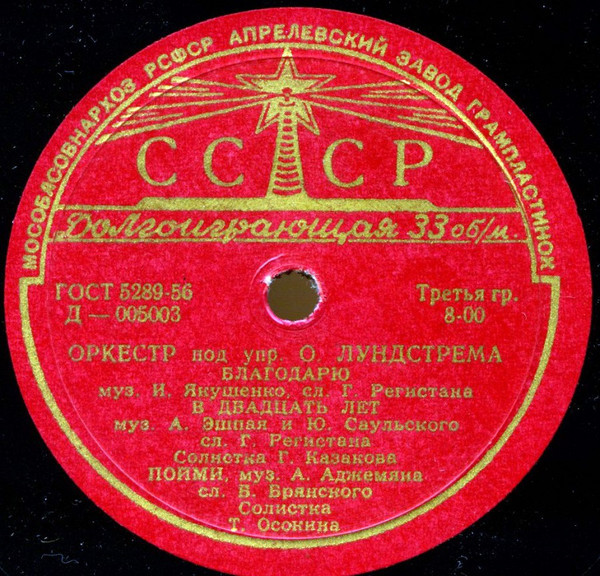 МОСОБЛСОВНАРХОЗ РСФСР АПРЕЛЕВСКИЙ ЗАВОД ГРАМПЛАСТИНОК
СССР
Долгоиграющая 33 об/м.
ГОСТ 5289-56
Д — 005003
Третья гр.
8-00
ОРКЕСТР под упр. О. ЛУНДСТРЕМА
БЛАГОДАРЮ
муз. И. Якушенко, сл. Г. Регистана
В ДВАДЦАТЬ ЛЕТ
муз. А. Эшпая и Ю. Саульского
сл. Г. Регистана
Солистка Г. Казакова
ПОЙМИ, муз. А. Аджемяна
сл. В. Брянского
Солистка
Т. Осокина